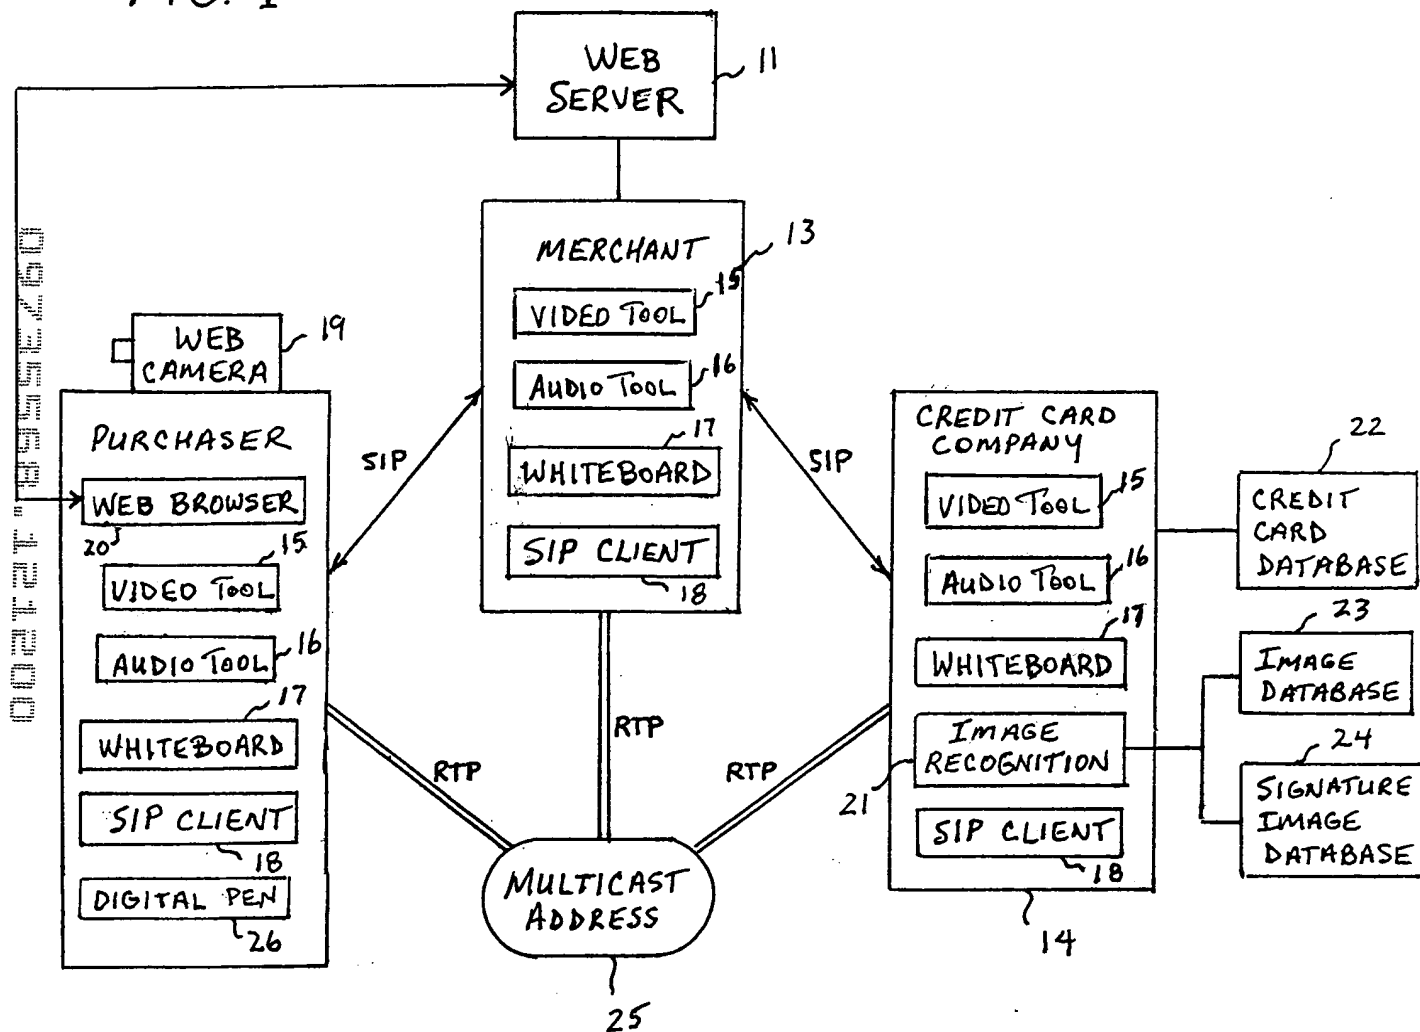 FIG. 1
WEB
SERVER
11
MERCHANT
13
VIDEO TOOL
15
AUDIO TOOL
16
17
WHITEBOARD
SIP CLIENT
18
WEB
CAMERA
19
PURCHASER
WEB BROWSER
20
15
VIDEO TOOL
AUDIO TOOL
16
17
WHITEBOARD
SIP CLIENT
18
DIGITAL PEN
26
SIP
SIP
CREDIT CARD
COMPANY
15
VIDEO TOOL
16
AUDIO TOOL
17
WHITEBOARD
IMAGE
RECOGNITION
21
SIP CLIENT
18
14
22
CREDIT
CARD
DATABASE
23
IMAGE
DATABASE
24
SIGNATURE
IMAGE
DATABASE
RTP
RTP
RTP
MULTICAST
ADDRESS
25
0973558.121200